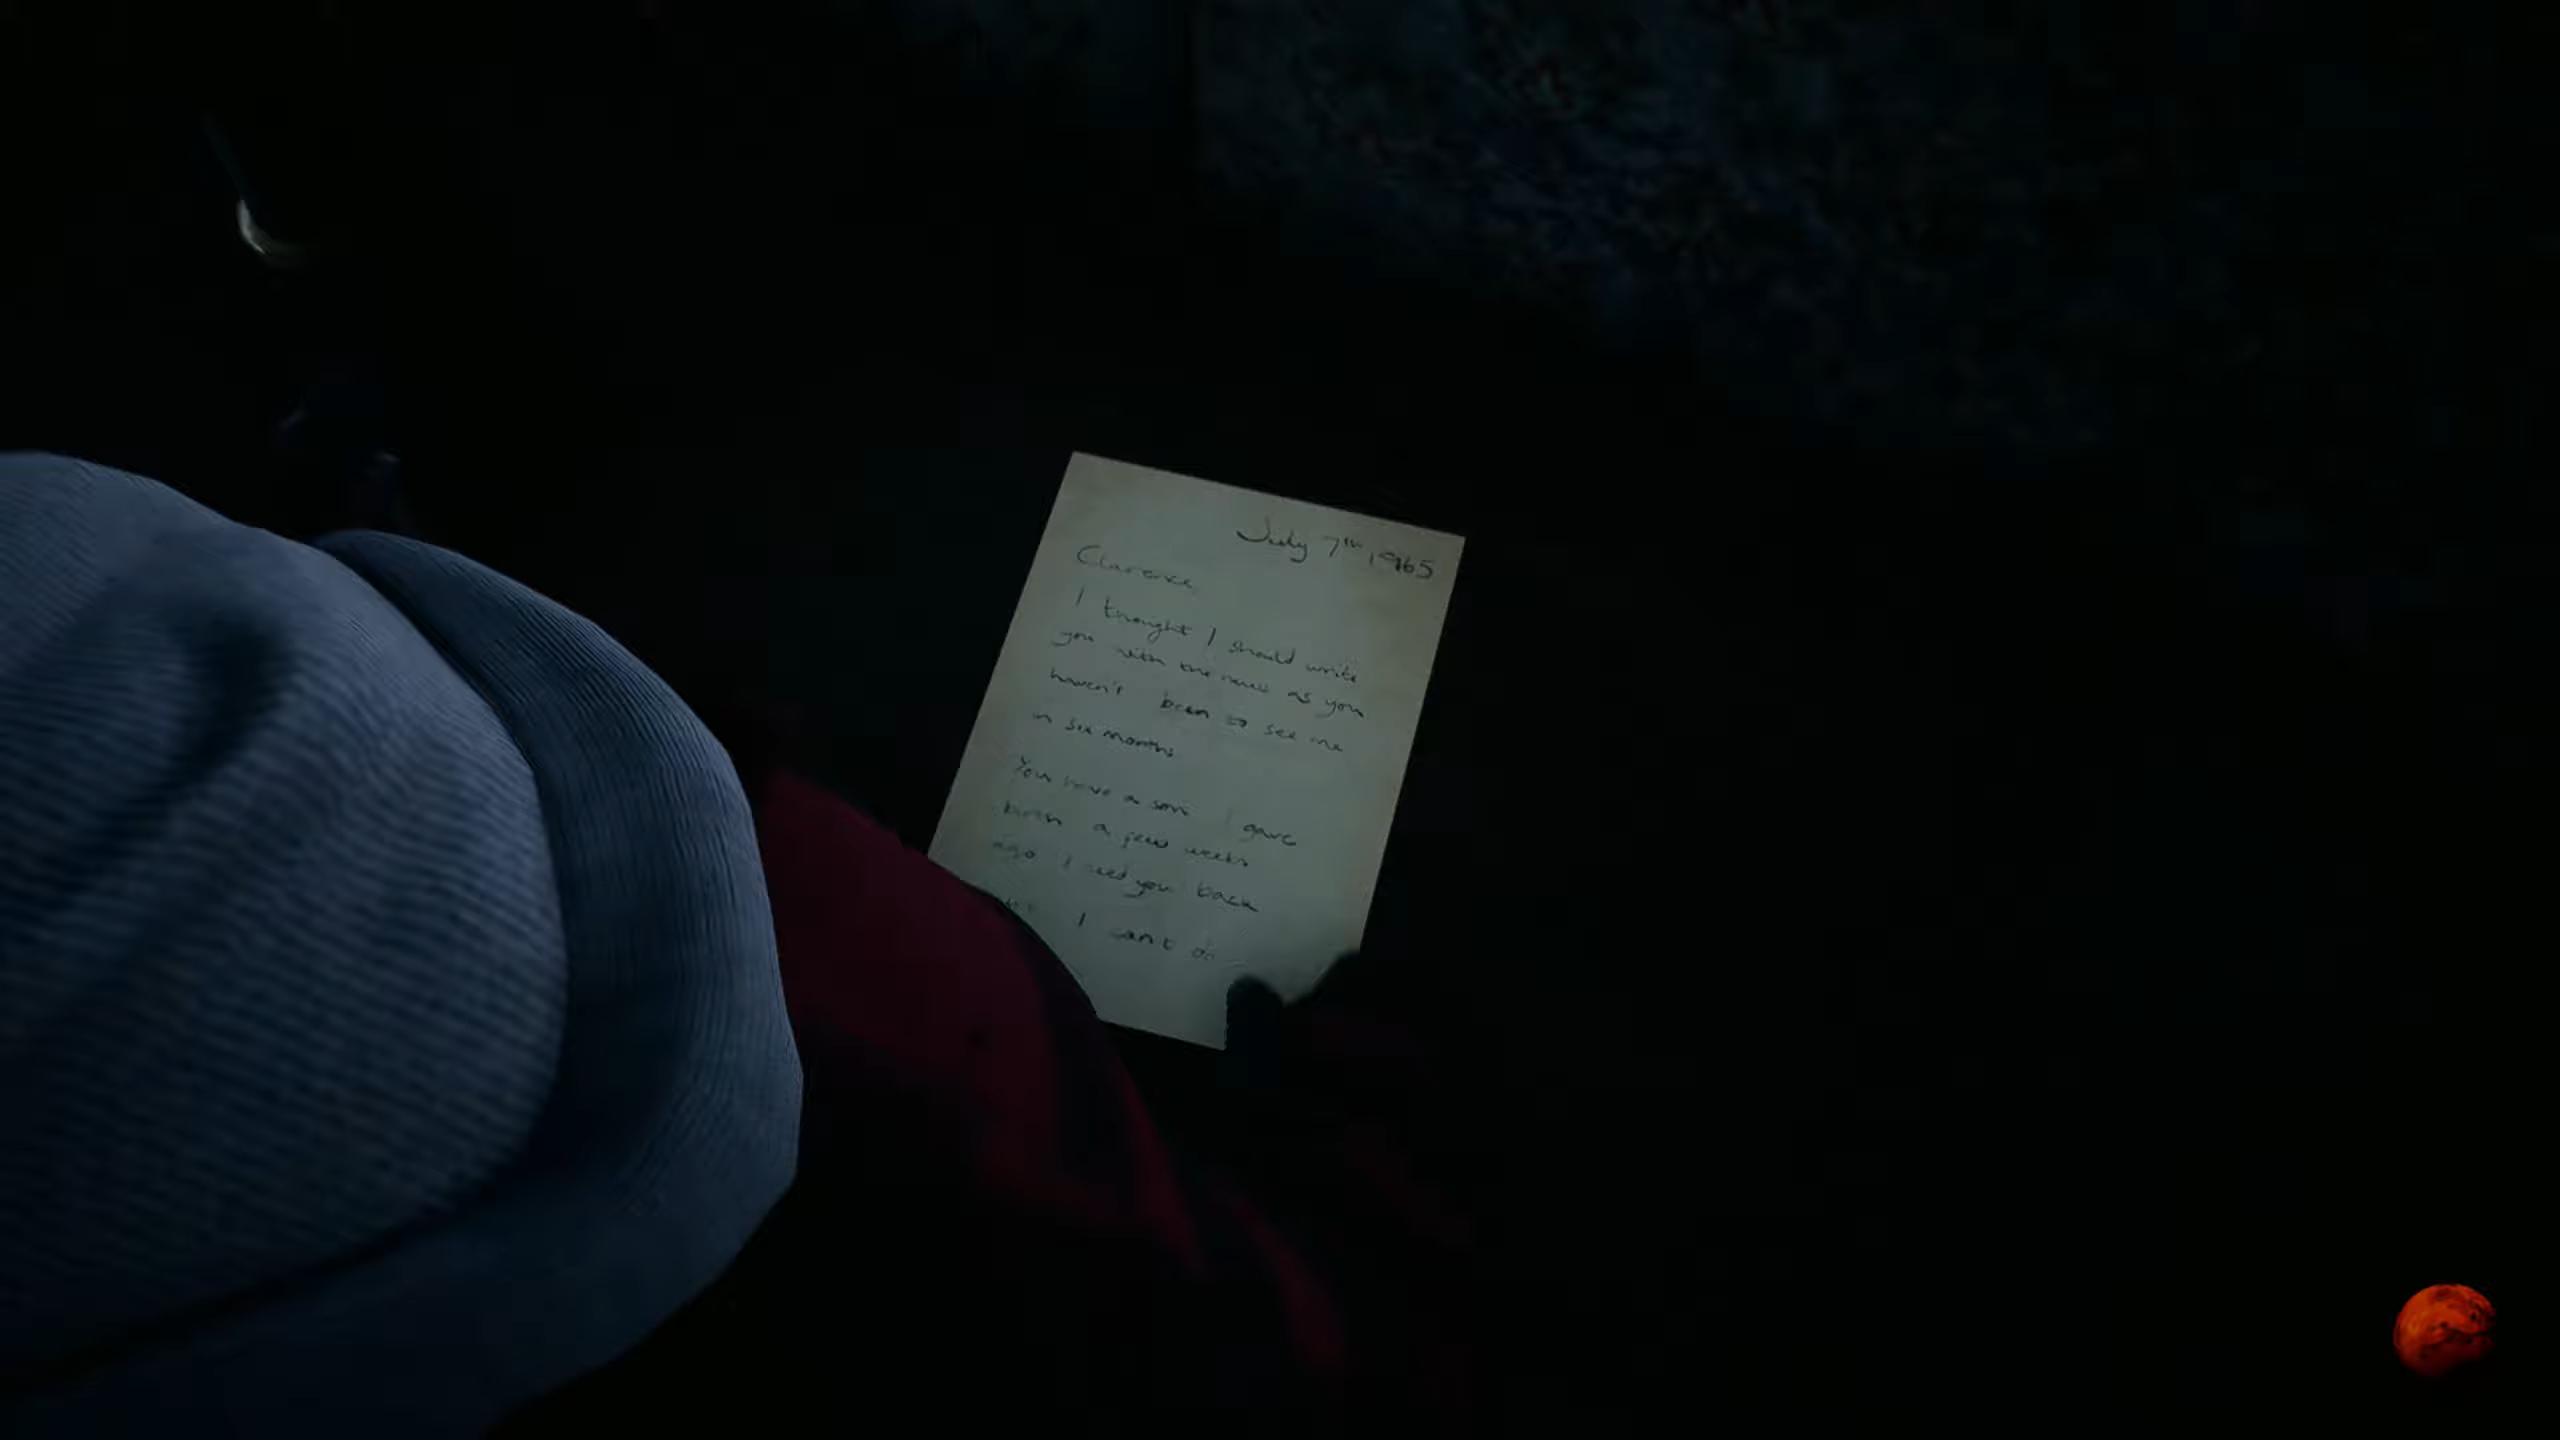 July 7th, 1965
Clarence
I thought I should write
you with the news as you
haven't been to see me
in six months
You have a son I gave
birth a few weeks
ago I need you back
I can't do